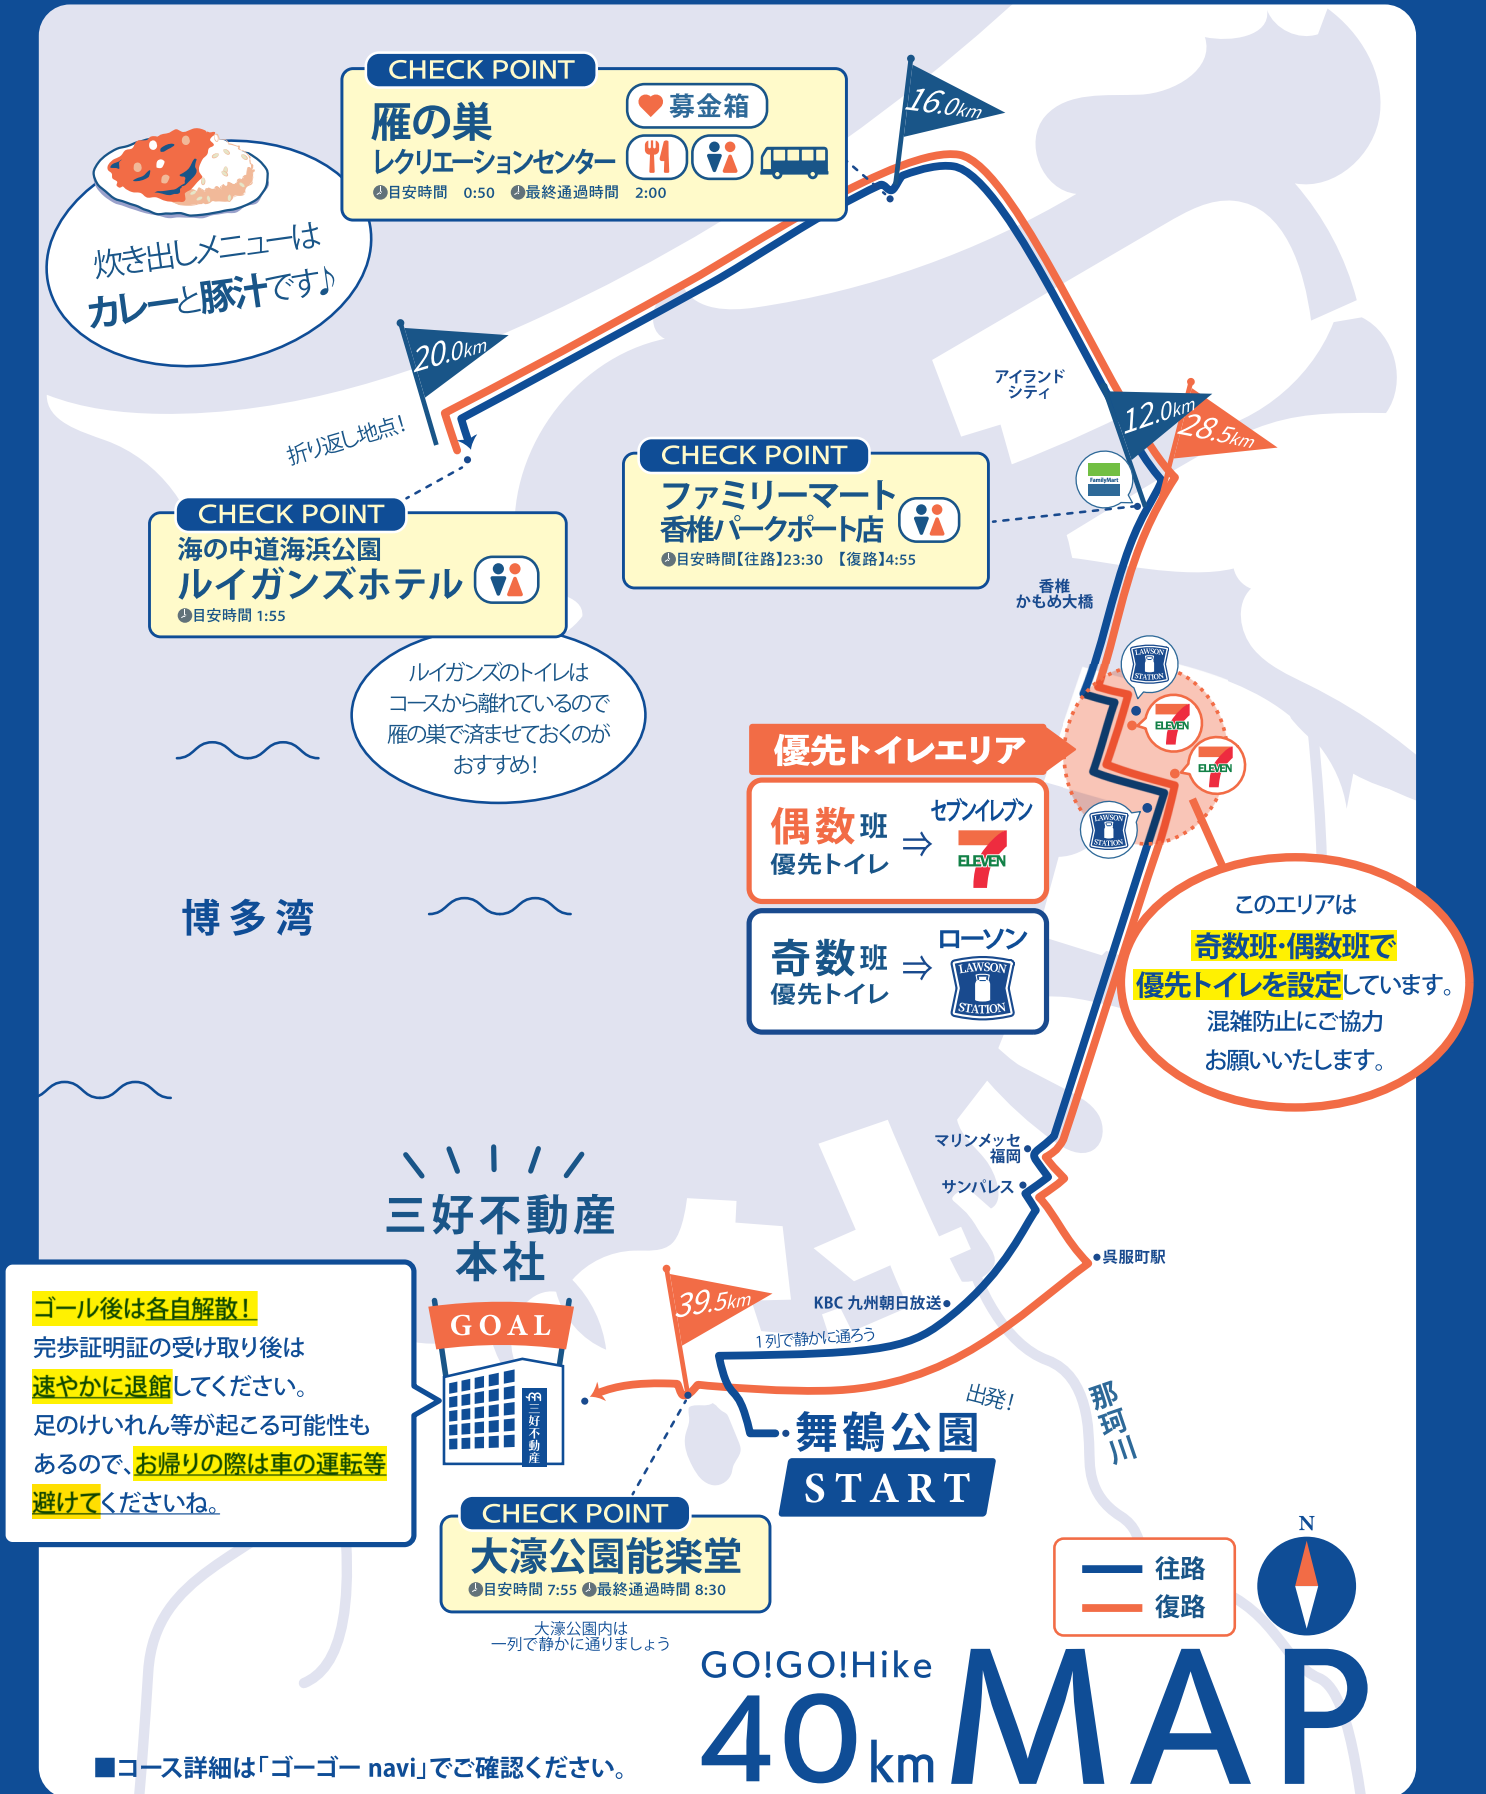 CHECK POINT
雁の巣
レクリエーションセンター
募金箱
目安時間 0:50 最終通過時間 2:00
16.0km
炊き出しメニューは
カレーと豚汁です♪
20.0km
折り返し地点！
アイランド
シティ
12.0km
28.5km
FamilyMart
CHECK POINT
ファミリーマート
香椎パークポート店
目安時間【往路】23:30 【復路】4:55
CHECK POINT
海の中道海浜公園
ルイガンズホテル
目安時間 1:55
香椎
かもめ大橋
ルイガンズのトイレは
コースから離れているので
雁の巣で済ませておくのが
おすすめ！
LAWSON
STATION
7
ELEVEN
7
ELEVEN
LAWSON
STATION
優先トイレエリア
偶数班
優先トイレ
⇒
セブンイレブン
7
ELEVEN
奇数班
優先トイレ
⇒
ローソン
LAWSON
STATION
このエリアは
奇数班・偶数班で
優先トイレを設定しています。
混雑防止にご協力
お願いいたします。
博多湾
マリンメッセ
福岡
サンパレス
呉服町駅
KBC 九州朝日放送
1列で静かに通ろう
三好不動産
本社
GOAL
三好不動産
39.5km
ゴール後は各自解散！
完歩証明証の受け取り後は
速やかに退館してください。
足のけいれん等が起こる可能性も
あるので、お帰りの際は車の運転等
避けてくださいね。
出発！
舞鶴公園
START
那珂川
CHECK POINT
大濠公園能楽堂
目安時間 7:55 最終通過時間 8:30
大濠公園内は
一列で静かに通りましょう
往路
復路
N
GO!GO!Hike
40km MAP
■コース詳細は「ゴーゴー navi」でご確認ください。